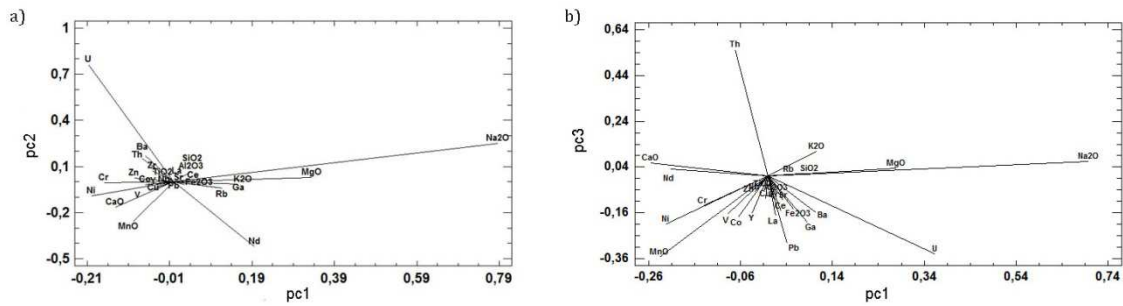 a)
1
0,7
0,4
0,1
-0,2
-0,5
pc2
U
Ba
Th
Zr
SiO2
Al2O3
TiO2 La
Zn
Ce
Sr
Cr
Fe2O3
K2O
MgO
Na2O
Ga
Rb
Ni
Cu
Pb
V
CaO
MnO
Nd
-0,21 -0,01 0,19 0,39 0,59 0,79
pc1
b)
0,64
0,44
0,24
0,04
-0,16
-0,36
pc3
Th
K2O
CaO
Rb
SiO2
MgO
Na2O
Nd
Cr
Ce
Ni
V Co Y La
Fe2O3 Ba
Ga
MnO
Pb
U
-0,26 -0,06 0,14 0,34 0,54 0,74
pc1